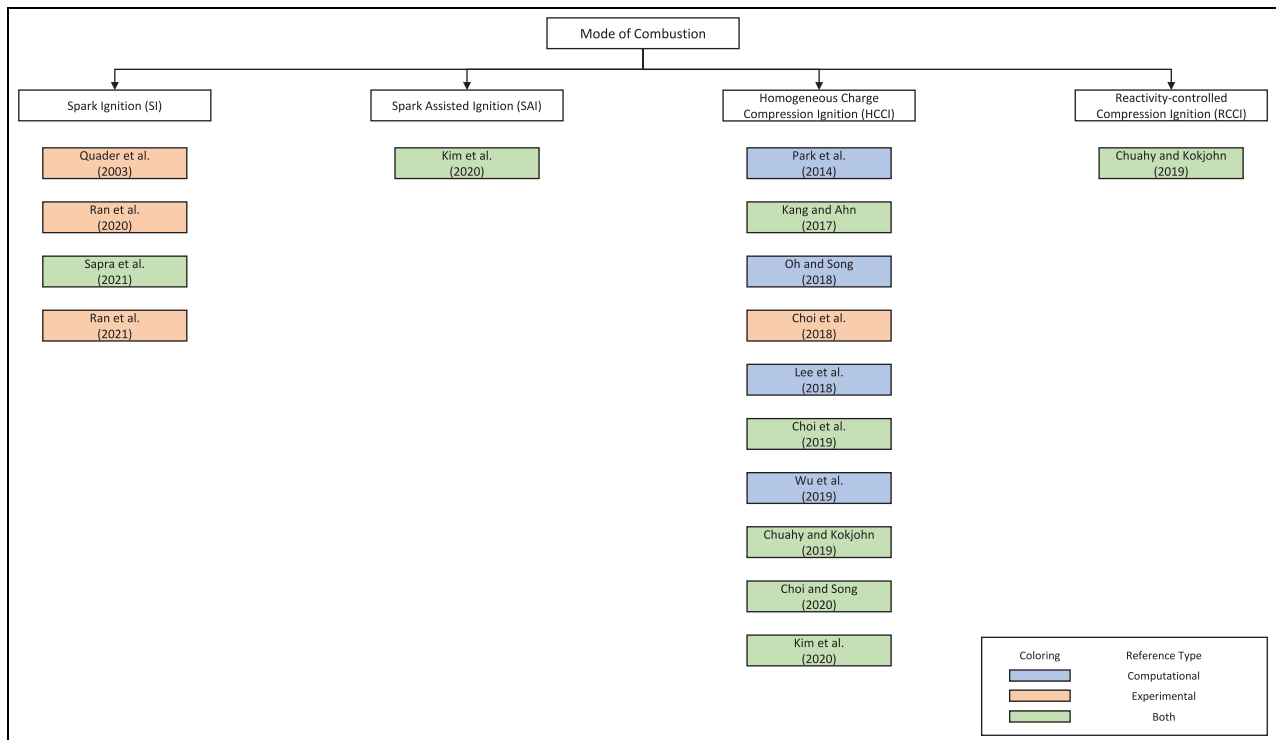 Mode of Combustion
Spark Ignition (SI)
Spark Assisted Ignition (SAI)
Homogeneous Charge
Compression Ignition (HCCI)
Reactivity-controlled
Compression Ignition (RCCI)
Quader et al.
(2003)
Ran et al.
(2020)
Sapra et al.
(2021)
Ran et al.
(2021)
Kim et al.
(2020)
Park et al.
(2014)
Kang and Ahn
(2017)
Oh and Song
(2018)
Choi et al.
(2018)
Lee et al.
(2018)
Choi et al.
(2019)
Wu et al.
(2019)
Chuahy and Kokjohn
(2019)
Choi and Song
(2020)
Kim et al.
(2020)
Chuahy and Kokjohn
(2019)
Coloring Reference Type
Computational
Experimental
Both